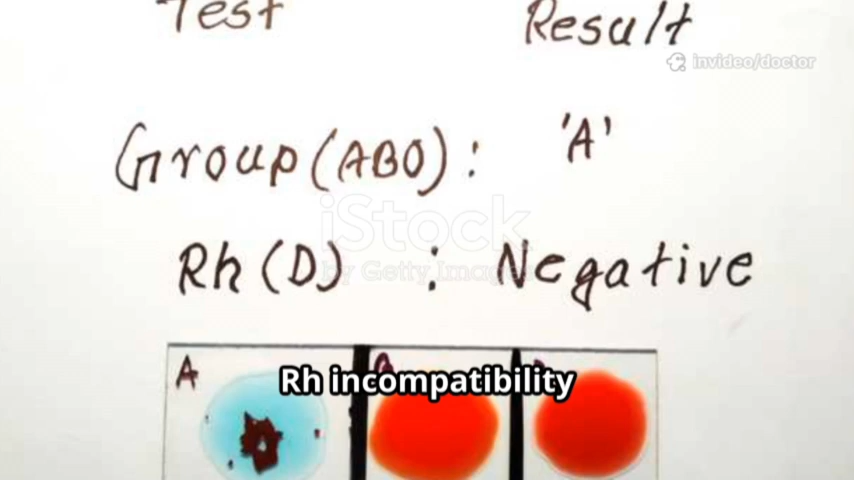 Test Result
invideo/doctor
Group (ABO) : 'A'
iStock
by Getty Images
Rh (D) : Negative
A
Rh incompatibility